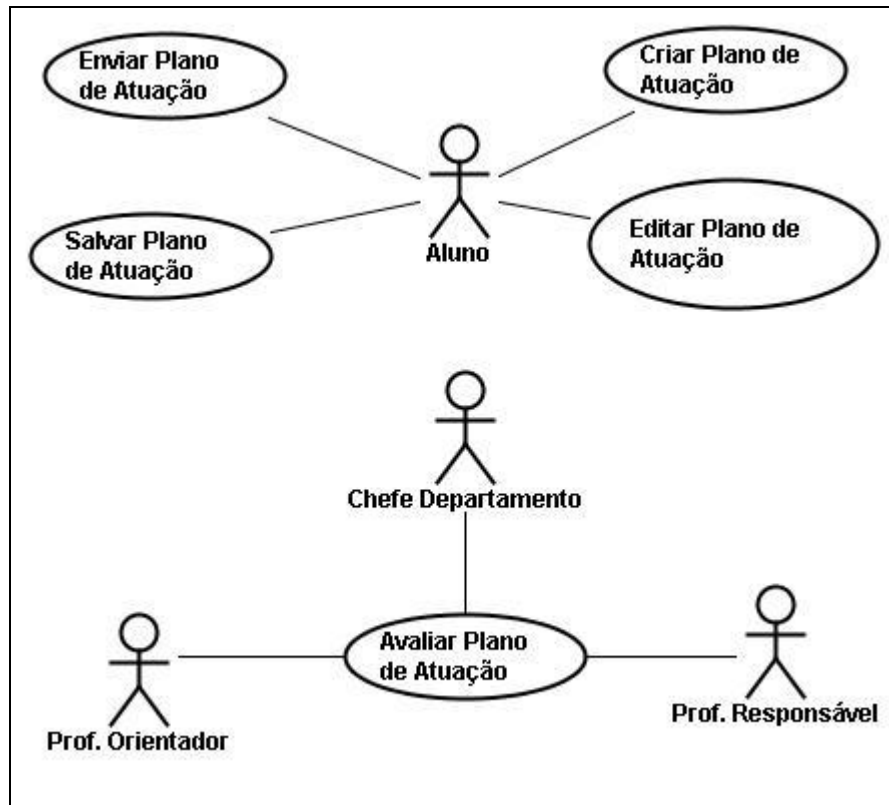 Enviar Plano
de Atuação
Criar Plano de
Atuação
Salvar Plano
de Atuação
Aluno
Editar Plano de
Atuação
Chefe Departamento
Avaliar Plano
de Atuação
Prof. Orientador
Prof. Responsável